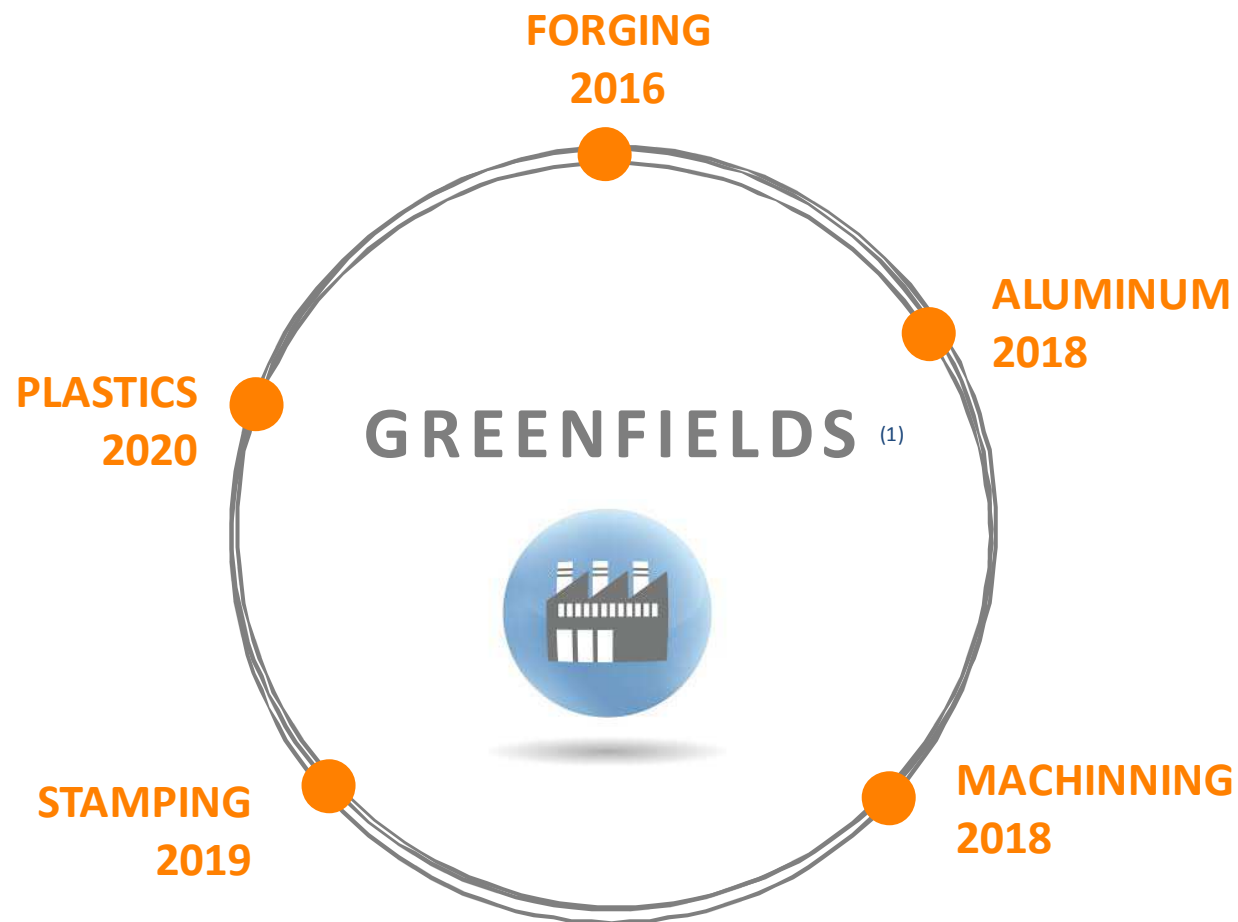 FORGING
2016
ALUMINUM
2018
PLASTICS
2020
GREENFIELDS (1)
MACHINNING
2018
STAMPING
2019